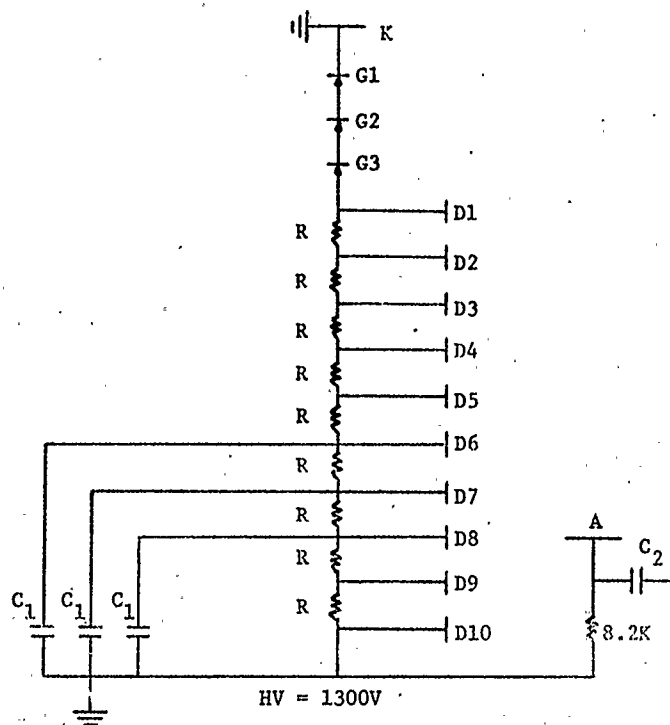 K
G1
G2
G3
D1
R
D2
R
D3
R
D4
R
D5
R
D6
R
D7
R
D8
A
C2
R
D9
R
D10
C1
C1
C1
8.2K
HV = 1300V